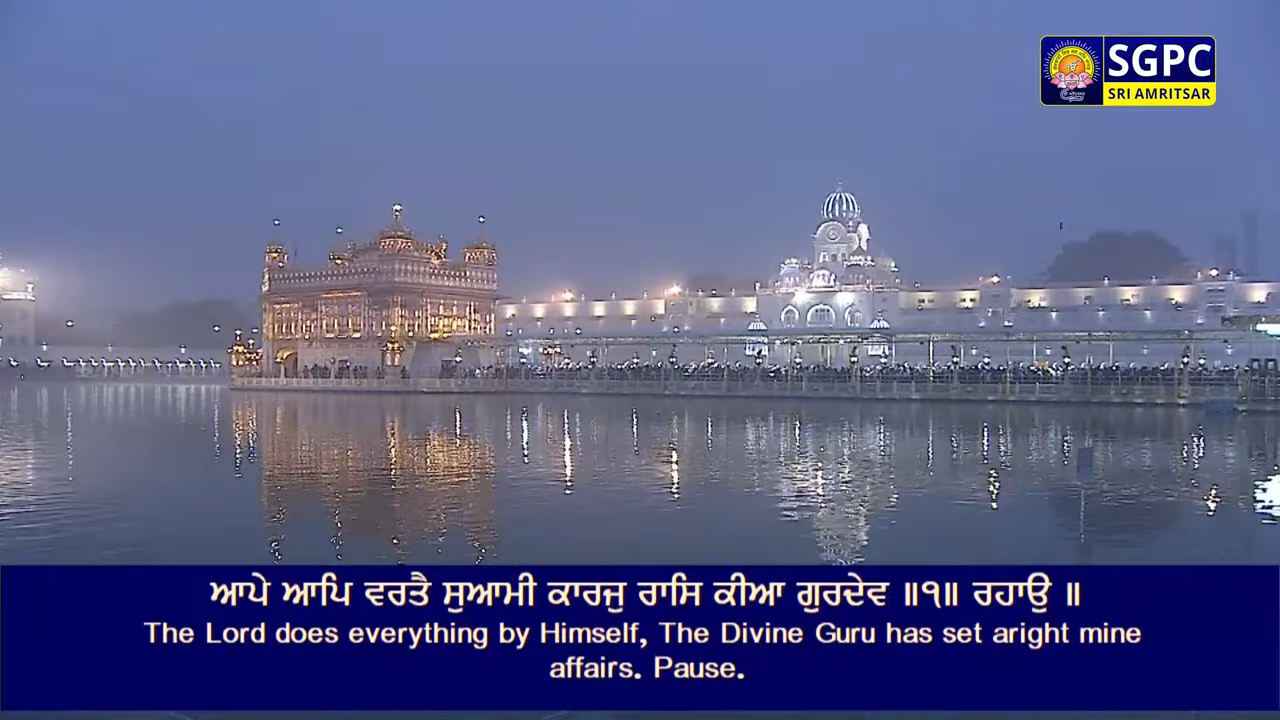 SGPC
SRI AMRITSAR
ਆਪੇ ਆਪਿ ਵਰਤੈ ਸੁਆਮੀ ਕਾਰਜੁ ਰਾਸਿ ਕੀਆ ਗੁਰਦੇਵ ॥੧॥ ਰਹਾਉ ॥
The Lord does everything by Himself, The Divine Guru has set aright mine
affairs. Pause.